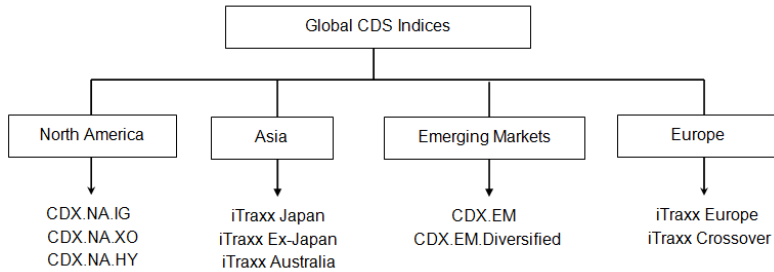 Global CDS Indices
North America
Asia
Emerging Markets
Europe
CDX.NA.IG
CDX.NA.XO
CDX.NA.HY
iTraxx Japan
iTraxx Ex-Japan
iTraxx Australia
CDX.EM
CDX.EM.Diversified
iTraxx Europe
iTraxx Crossover